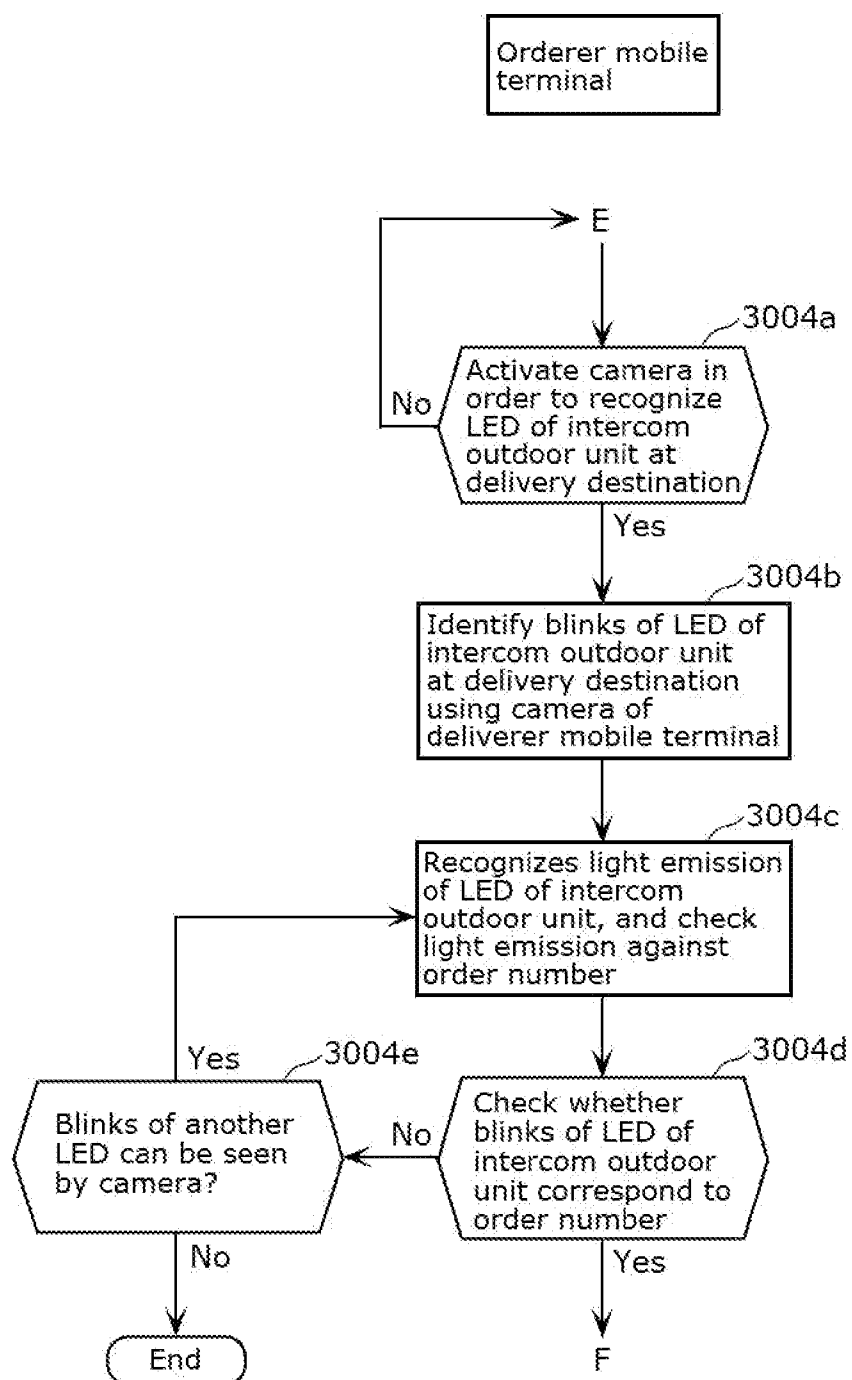 Orderer mobile
terminal
E
3004a
Activate camera in
order to recognize
LED of intercom
outdoor unit at
delivery destination
No
Yes
3004b
Identify blinks of LED of
intercom outdoor unit
at delivery destination
using camera of
deliverer mobile terminal
3004c
Recognizes light emission
of LED of intercom
outdoor unit, and check
light emission against
order number
3004d
Check whether
blinks of LED of
intercom outdoor
unit correspond to
order number
No
Yes
3004e
Blinks of another
LED can be seen
by camera?
Yes
No
End
F